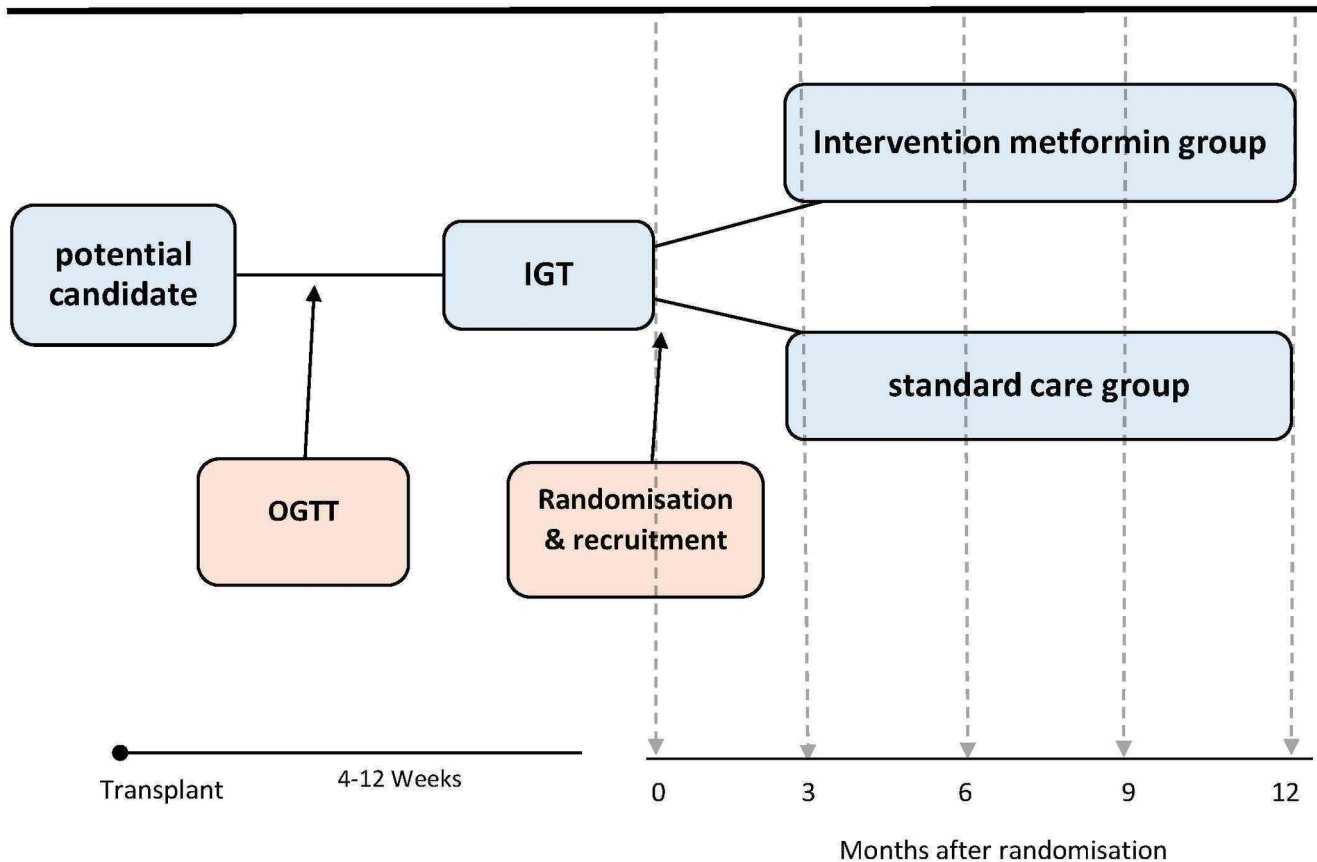 Intervention metformin group
potential
candidate
IGT
standard care group
OGTT
Randomisation
& recruitment
Transplant
4-12 Weeks
0
3
6
9
12
Months after randomisation